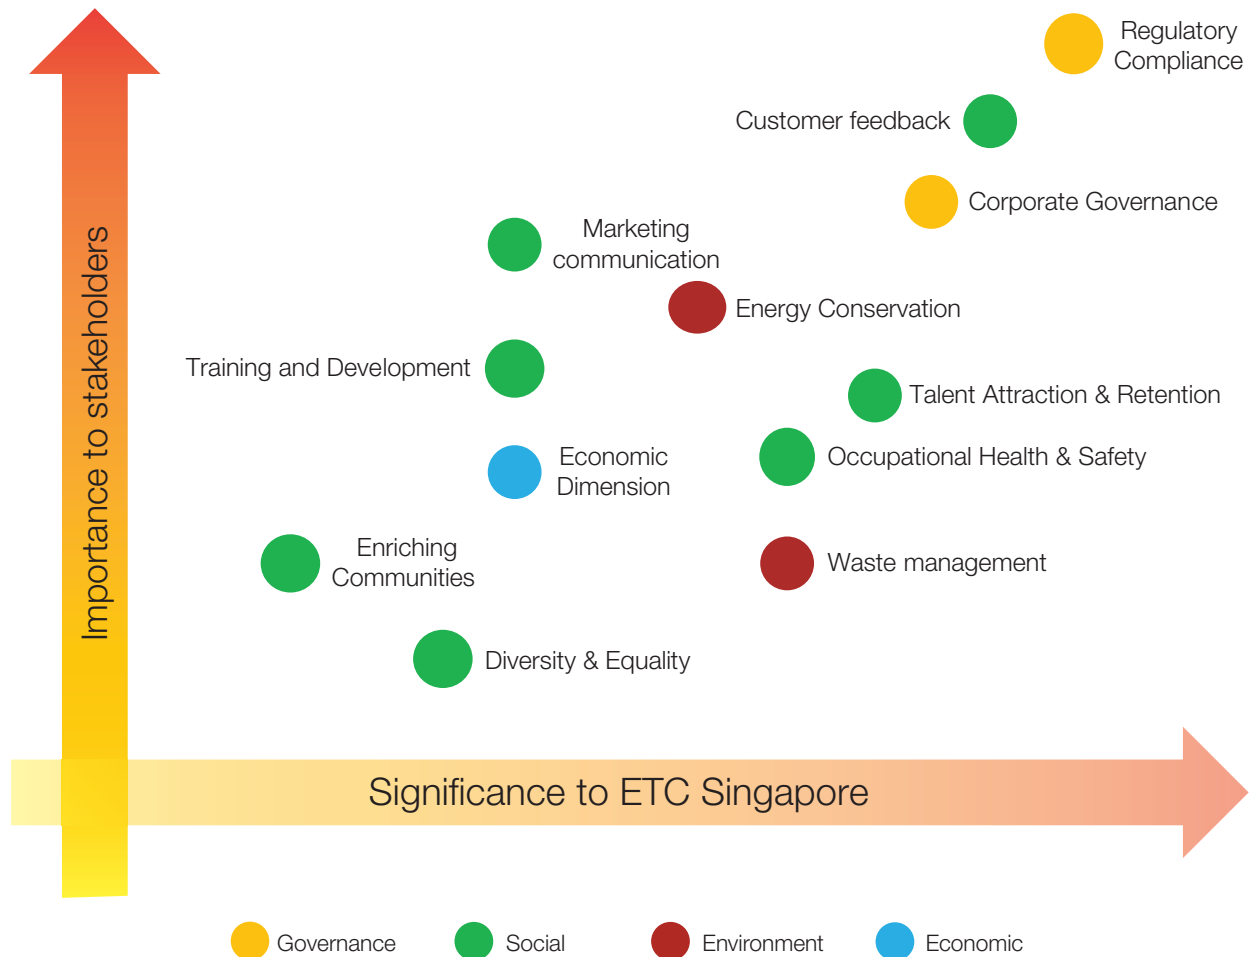 Regulatory
Compliance
Customer feedback
Corporate Governance
Marketing
communication
Energy Conservation
Training and Development
Talent Attraction & Retention
Economic
Dimension
Occupational Health & Safety
Enriching
Communities
Waste management
Diversity & Equality
Importance to stakeholders
Significance to ETC Singapore
Governance
Social
Environment
Economic